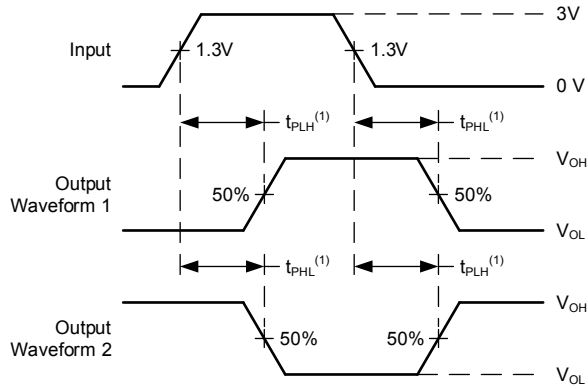 3V
Input
1.3V
1.3V
0 V
tPLH(1)
tPHL(1)
VOH
Output
Waveform 1
50%
50%
VOL
tPHL(1)
tPLH(1)
VOH
Output
Waveform 2
50%
50%
VOL